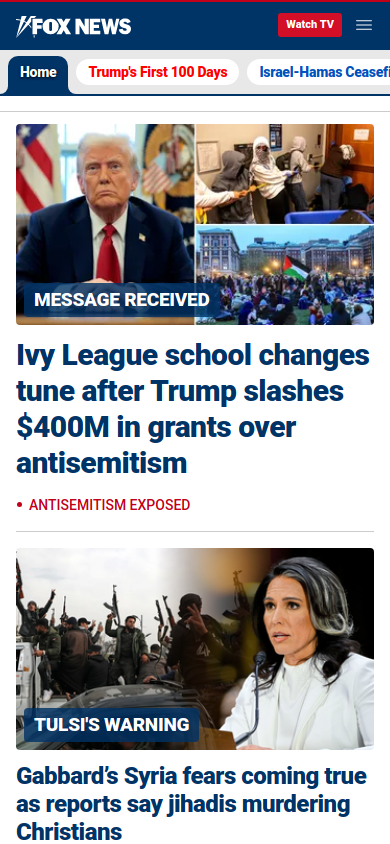 FOX NEWS
Watch TV
Home
Trump's First 100 Days
Israel-Hamas Ceasefi
MESSAGE RECEIVED
Ivy League school changes
tune after Trump slashes
$400M in grants over
antisemitism
• ANTISEMITISM EXPOSED
TULSI'S WARNING
Gabbard’s Syria fears coming true
as reports say jihadis murdering
Christians